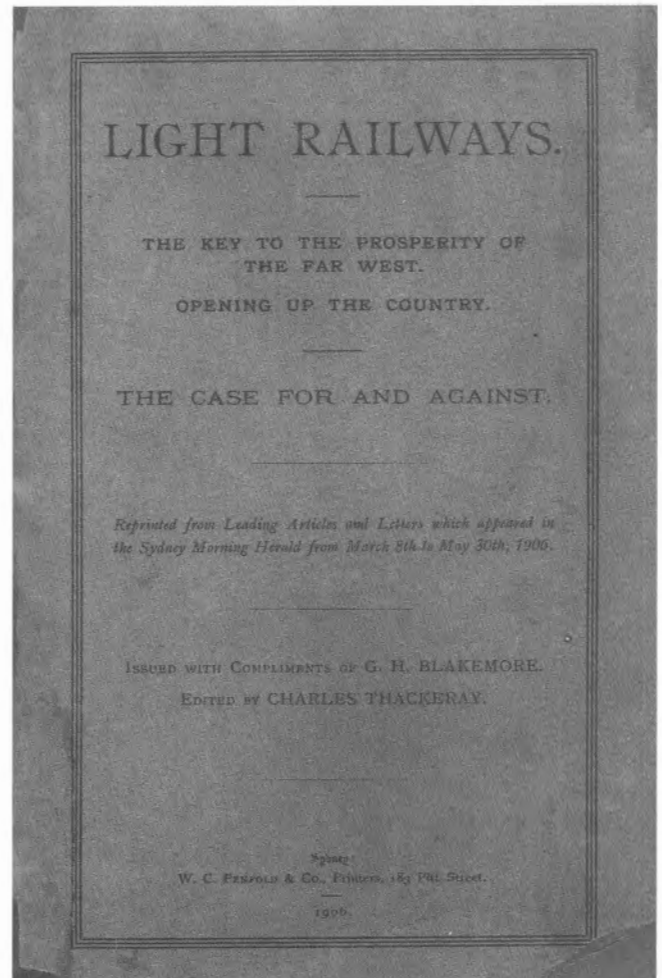 LIGHT RAILWAYS.
THE KEY TO THE PROSPERITY OF
THE FAR WEST.
OPENING UP THE COUNTRY.
THE CASE FOR AND AGAINST.
Reprinted from Leading Articles and Letters which appeared in
the Sydney Morning Herald from March 8th to May 30th, 1906.
ISSUED WITH COMPLIMENTS OF G. H. BLAKEMORE.
EDITED BY CHARLES THACKERAY.
Sydney:
W. C. PENFOLD & CO., Printers, 183 Pitt Street.
1906.